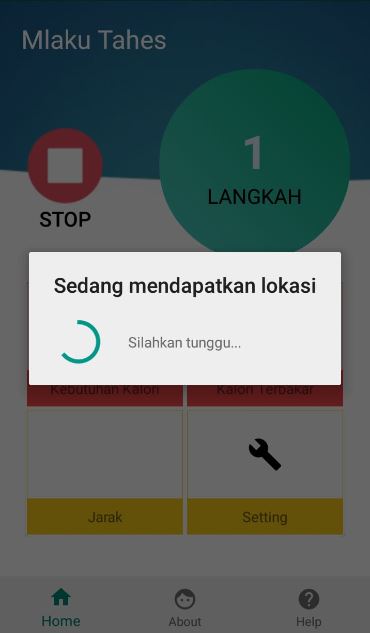 Mlaku Tahes
1
LANGKAH
STOP
Sedang mendapatkan lokasi
Silahkan tunggu...
Kebutuhan Kalori
Kalori Terbakar
Jarak
Setting
Home
About
Help